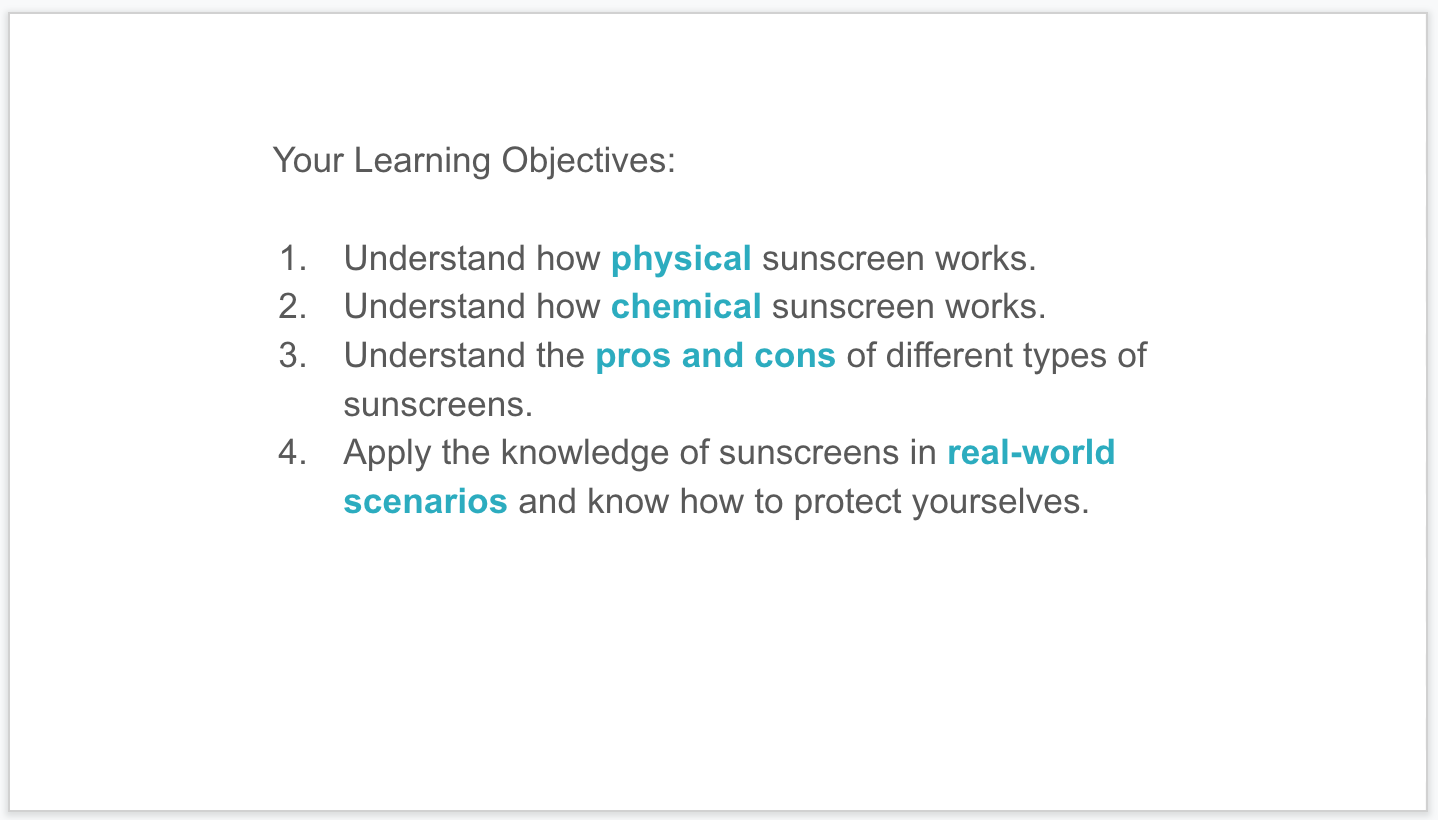 Your Learning Objectives:
1. Understand how physical sunscreen works.
2. Understand how chemical sunscreen works.
3. Understand the pros and cons of different types of
sunscreens.
4. Apply the knowledge of sunscreens in real-world
scenarios and know how to protect yourselves.